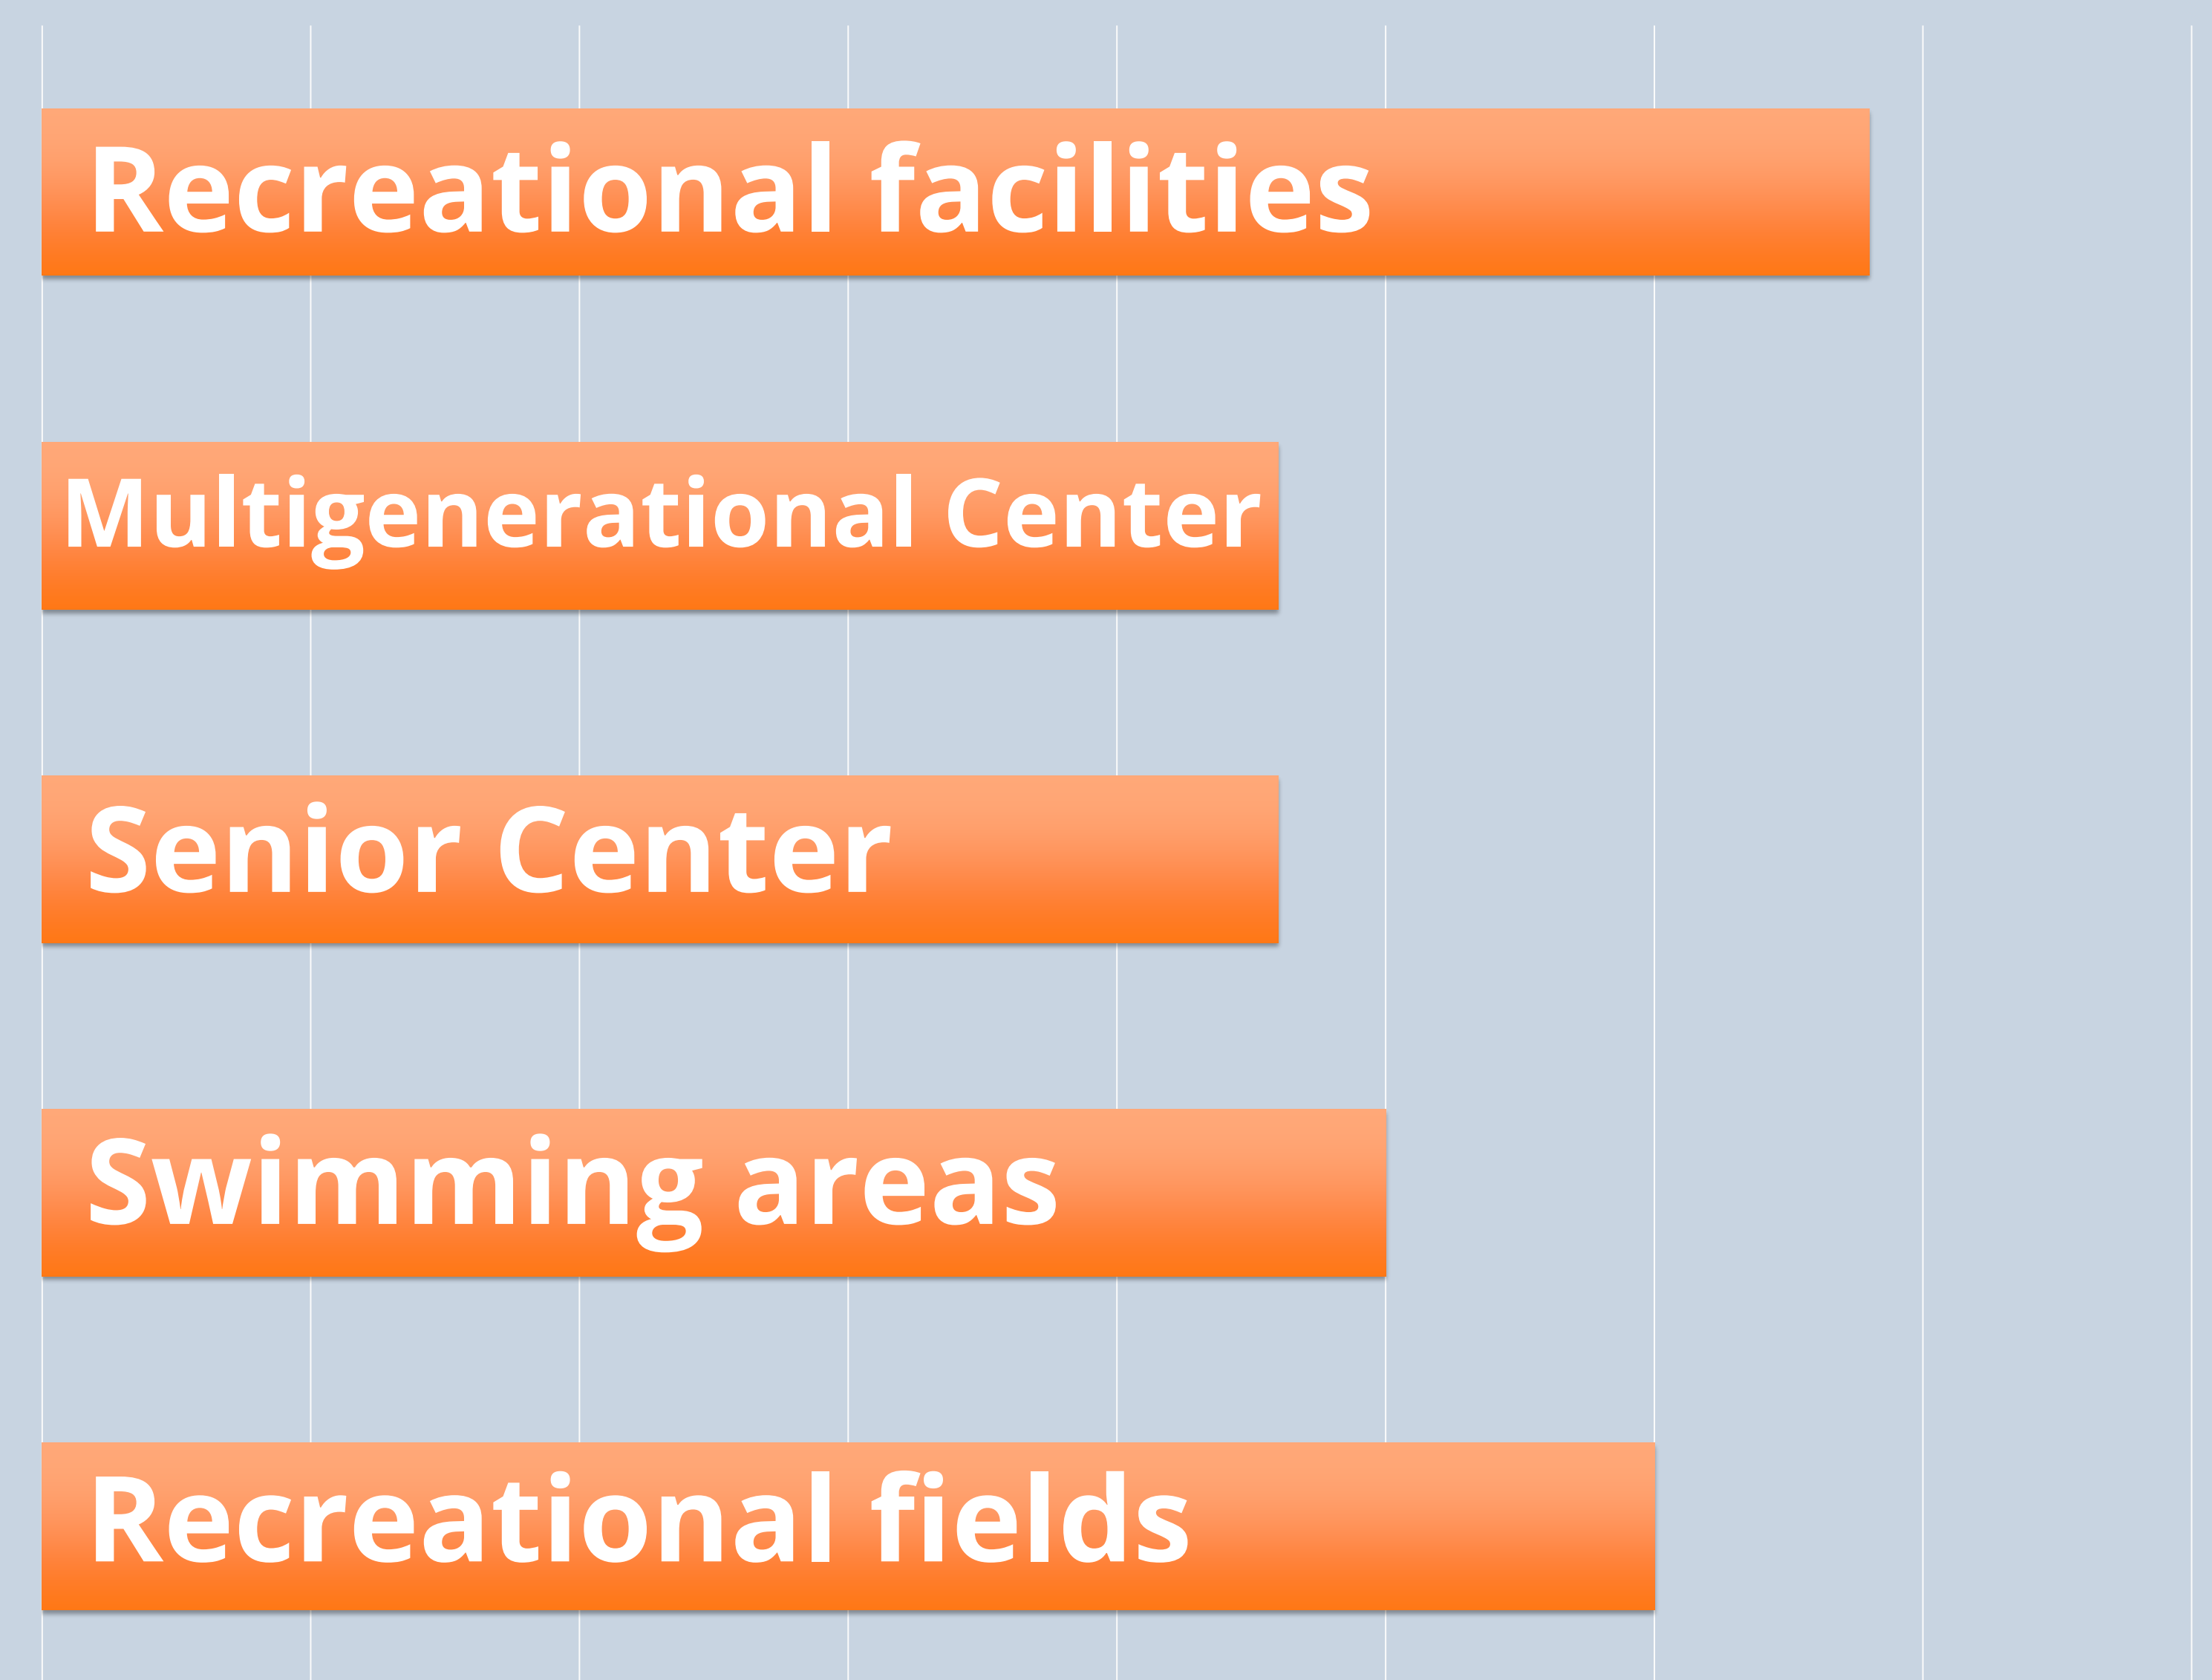 Recreational facilities
Multigenerational Center
Senior Center
Swimming areas
Recreational fields